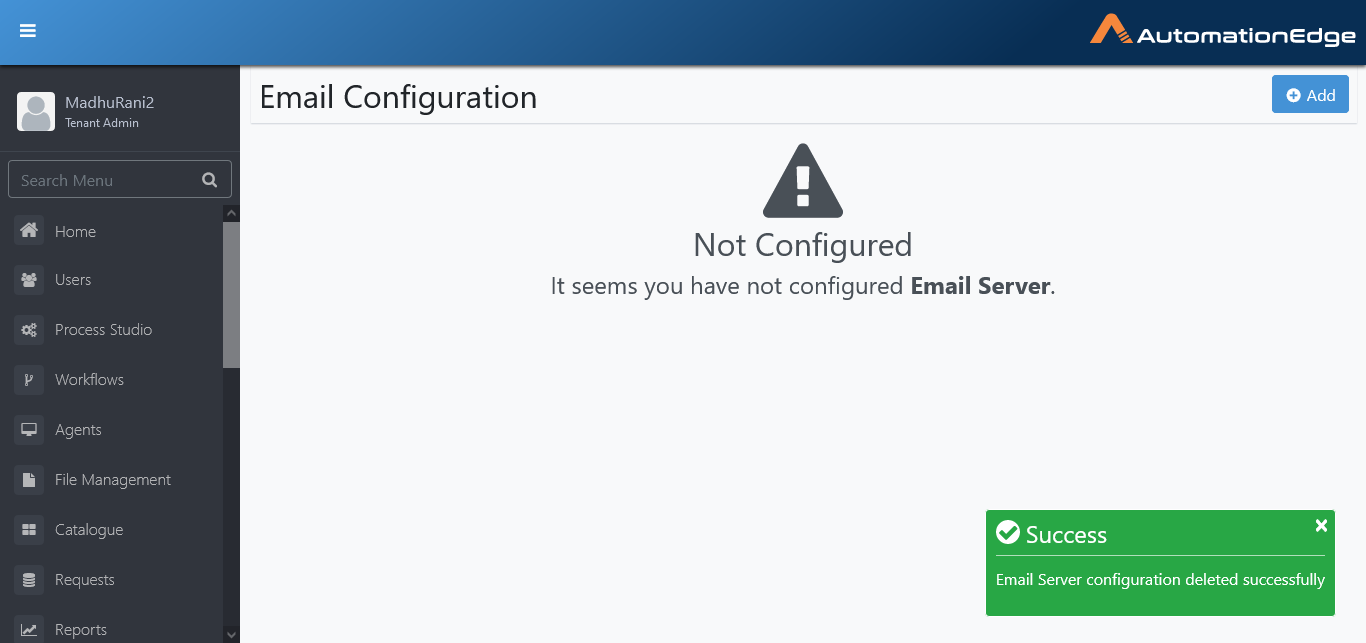 AutomationEdge
MadhuRani2
Tenant Admin
Search Menu
Home
Users
Process Studio
Workflows
Agents
File Management
Catalogue
Requests
Reports
Email Configuration
Add
Not Configured
It seems you have not configured Email Server.
Success
Email Server configuration deleted successfully